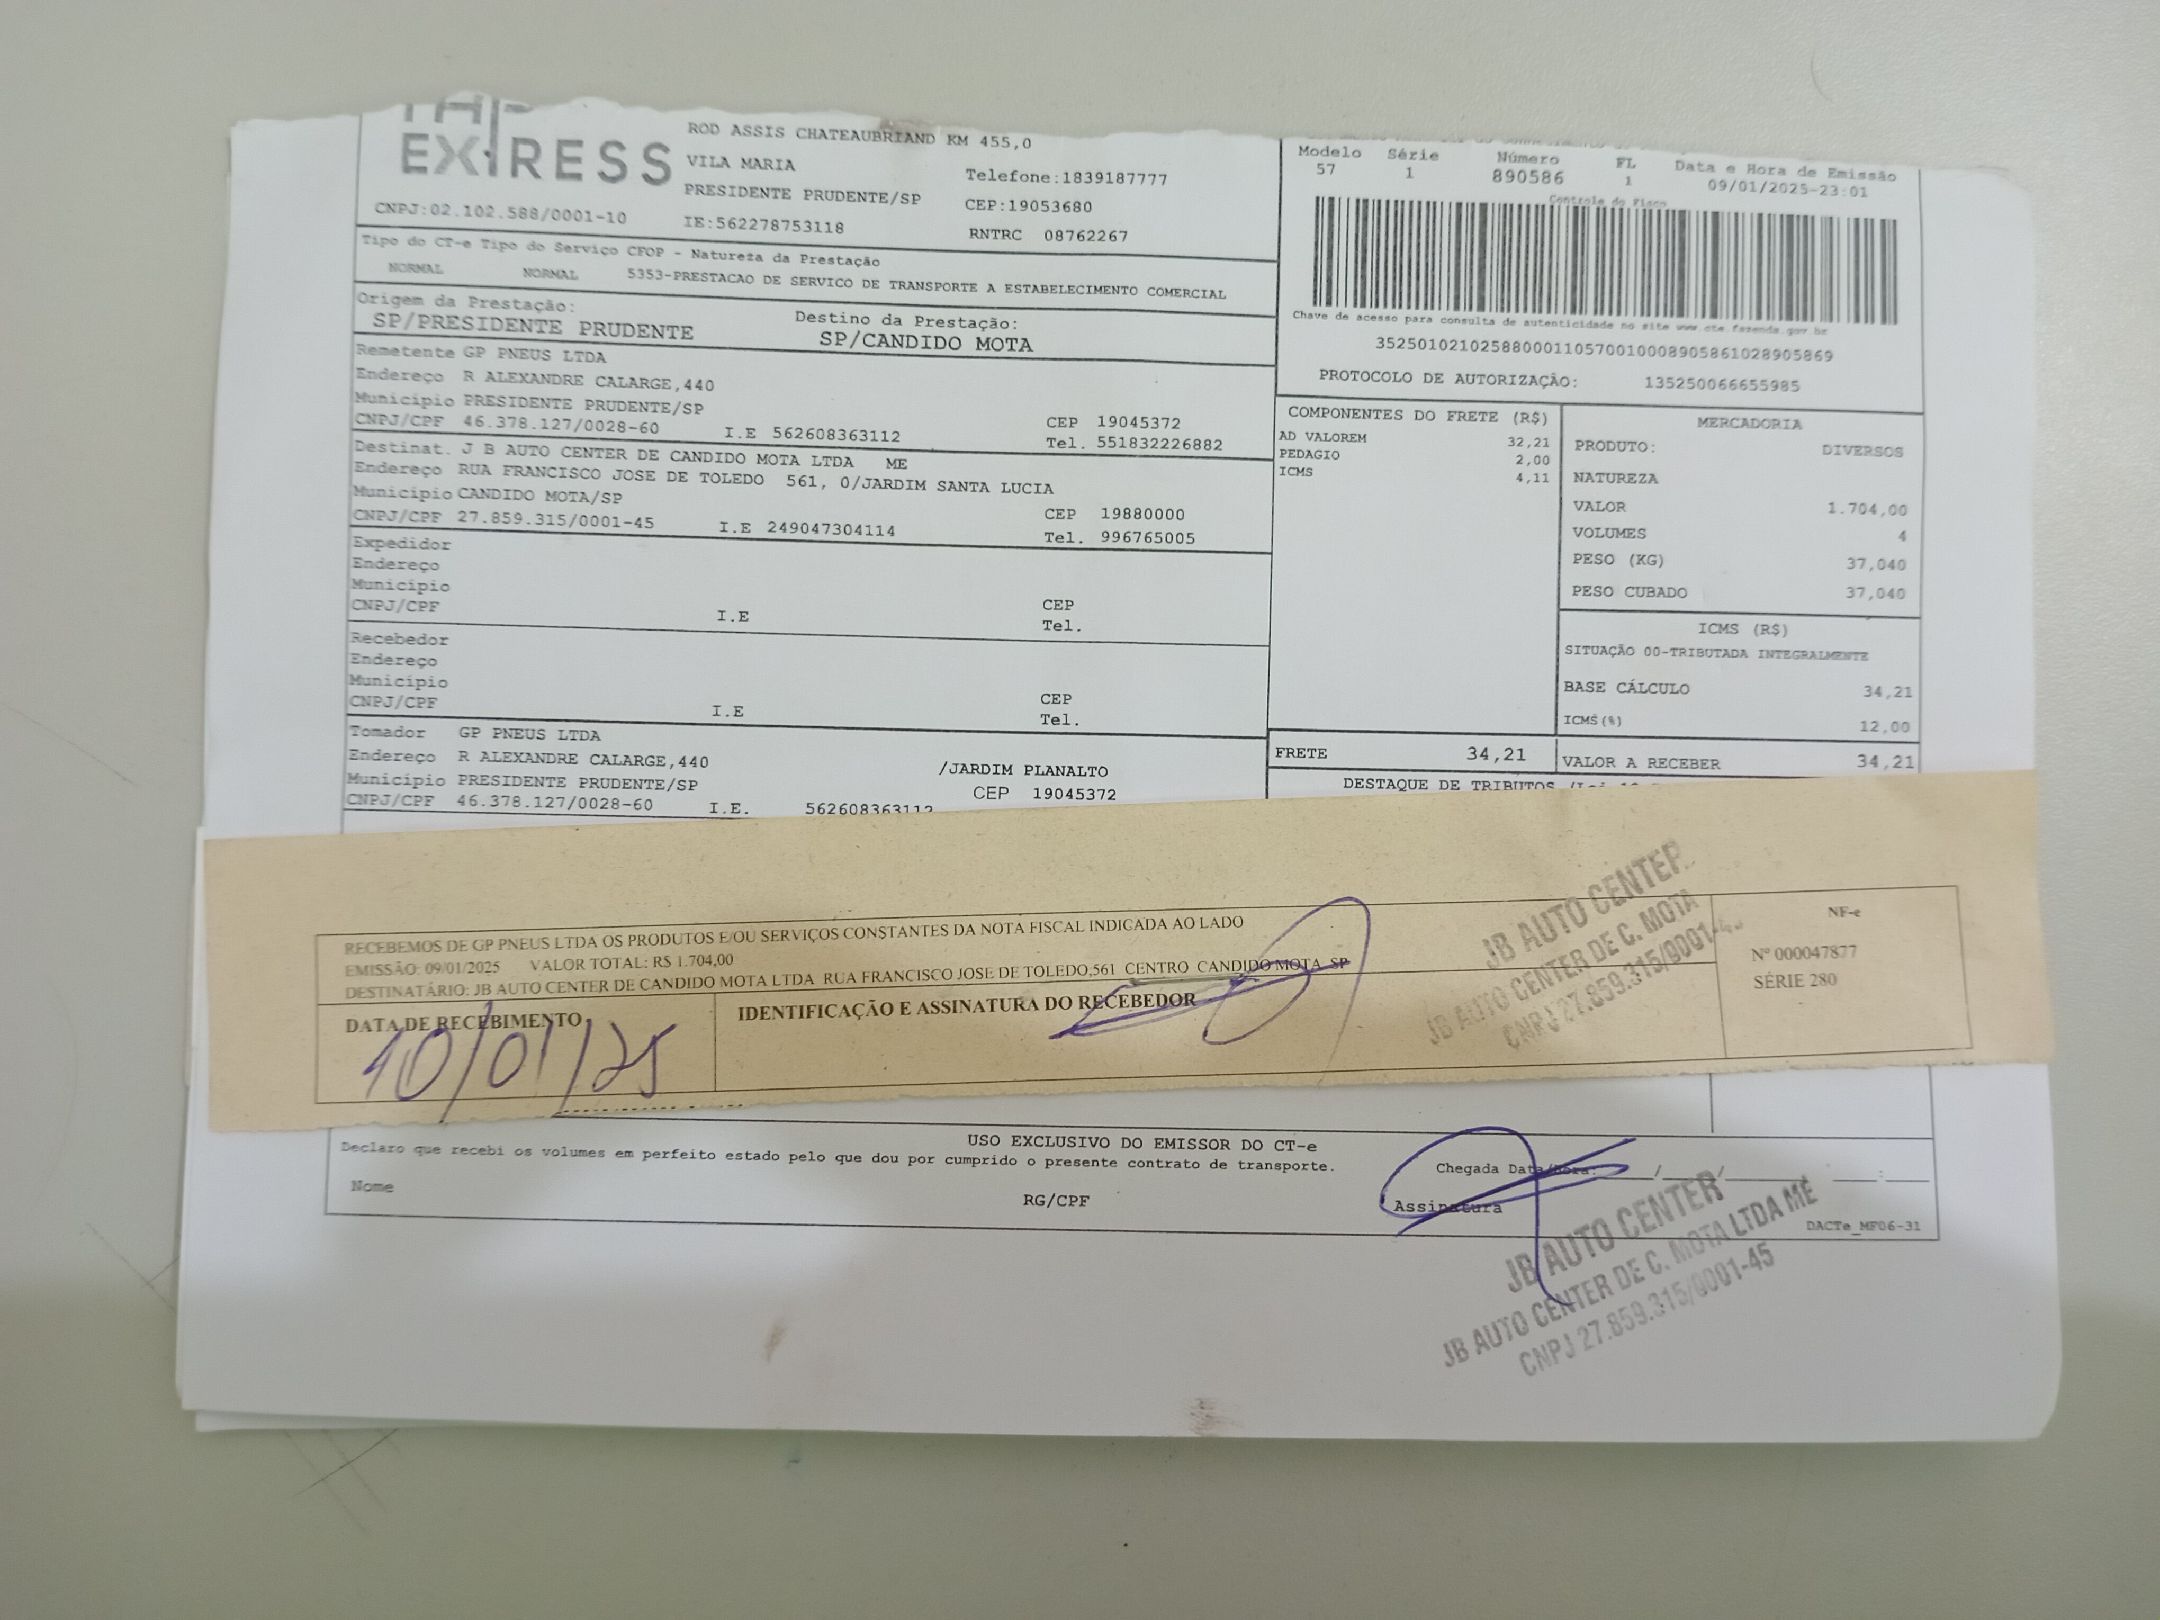 EXPRESS
ROD ASSIS CHATEAUBRIAND KM 455,0
VILA MARIA
Telefone:1839187777
PRESIDENTE PRUDENTE/SP
CEP:19053680
CNPJ:02.102.588/0001-10
IE:562278753118
RNTRC 08762267
Modelo Série Número FL Data e Hora de Emissão
57 1 890586 1 09/01/2025-23:01
Controle do Fisco
Chave de acesso para consulta de autenticidade no site www.cte.fazenda.gov.br
35250102102588000110570010008905861028905869
PROTOCOLO DE AUTORIZAÇÃO: 135250066655985
Tipo do CT-e Tipo do Serviço CFOP - Natureza da Prestação
NORMAL NORMAL 5353-PRESTACAO DE SERVICO DE TRANSPORTE A ESTABELECIMENTO COMERCIAL
Origem da Prestação: Destino da Prestação:
SP/PRESIDENTE PRUDENTE SP/CANDIDO MOTA
Remetente GP PNEUS LTDA
Endereço R ALEXANDRE CALARGE,440
Município PRESIDENTE PRUDENTE/SP CEP 19045372
CNPJ/CPF 46.378.127/0028-60 I.E 562608363112 Tel. 551832226882
Destinat. J B AUTO CENTER DE CANDIDO MOTA LTDA ME
Endereço RUA FRANCISCO JOSE DE TOLEDO 561, 0/JARDIM SANTA LUCIA
Município CANDIDO MOTA/SP CEP 19880000
CNPJ/CPF 27.859.315/0001-45 I.E 249047304114 Tel. 996765005
Expedidor
Endereço
Município CEP
CNPJ/CPF I.E Tel.
Recebedor
Endereço
Município CEP
CNPJ/CPF I.E Tel.
Tomador GP PNEUS LTDA
Endereço R ALEXANDRE CALARGE,440 /JARDIM PLANALTO
Município PRESIDENTE PRUDENTE/SP CEP 19045372
CNPJ/CPF 46.378.127/0028-60 I.E. 562608363112
COMPONENTES DO FRETE (R$)
AD VALOREM 32,21
PEDAGIO 2,00
ICMS 4,11
FRETE 34,21
MERCADORIA
PRODUTO: DIVERSOS
NATUREZA
VALOR 1.704,00
VOLUMES 4
PESO (KG) 37,040
PESO CUBADO 37,040
ICMS (R$)
SITUAÇÃO 00-TRIBUTADA INTEGRALMENTE
BASE CÁLCULO 34,21
ICMS(%) 12,00
VALOR A RECEBER 34,21
DESTAQUE DE TRIBUTOS
RECEBEMOS DE GP PNEUS LTDA OS PRODUTOS E/OU SERVIÇOS CONSTANTES DA NOTA FISCAL INDICADA AO LADO
EMISSÃO: 09/01/2025 VALOR TOTAL: R$ 1.704,00
DESTINATÁRIO: JB AUTO CENTER DE CANDIDO MOTA LTDA RUA FRANCISCO JOSE DE TOLEDO,561 CENTRO CANDIDO MOTA SP
DATA DE RECEBIMENTO
10/01/25
IDENTIFICAÇÃO E ASSINATURA DO RECEBEDOR
JB AUTO CENTER
JB AUTO CENTER DE C. MOTA
CNPJ 27.859.315/0001-4
NF-e
Nº 000047877
SÉRIE 280
USO EXCLUSIVO DO EMISSOR DO CT-e
Declaro que recebi os volumes em perfeito estado pelo que dou por cumprido o presente contrato de transporte.
Chegada Data/Hora: / / :
Nome RG/CPF Assinatura
DACTe_MF06-31
JB AUTO CENTER
JB AUTO CENTER DE C. MOTA LTDA ME
CNPJ 27.859.315/0001-45